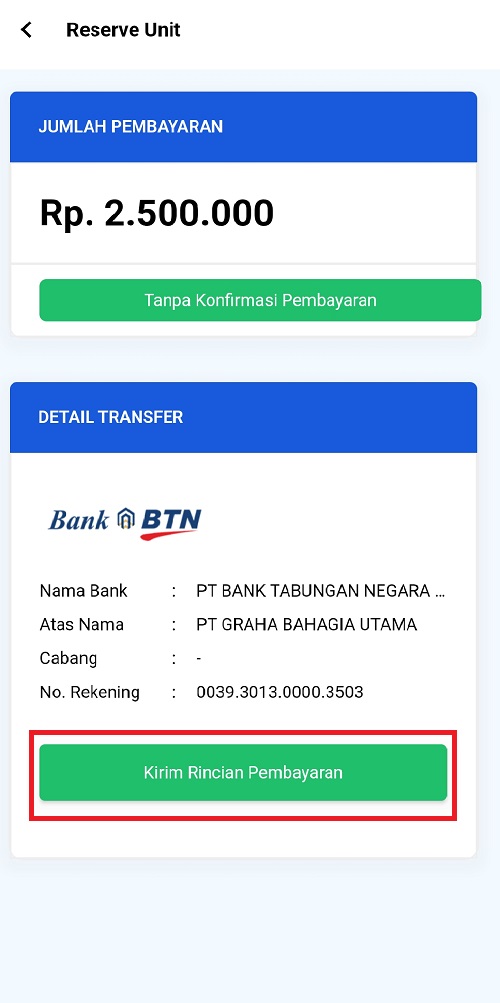 Reserve Unit
JUMLAH PEMBAYARAN
Rp. 2.500.000
Tanpa Konfirmasi Pembayaran
DETAIL TRANSFER
Bank BTN
Nama Bank : PT BANK TABUNGAN NEGARA ...
Atas Nama : PT GRAHA BAHAGIA UTAMA
Cabang : -
No. Rekening : 0039.3013.0000.3503
Kirim Rincian Pembayaran